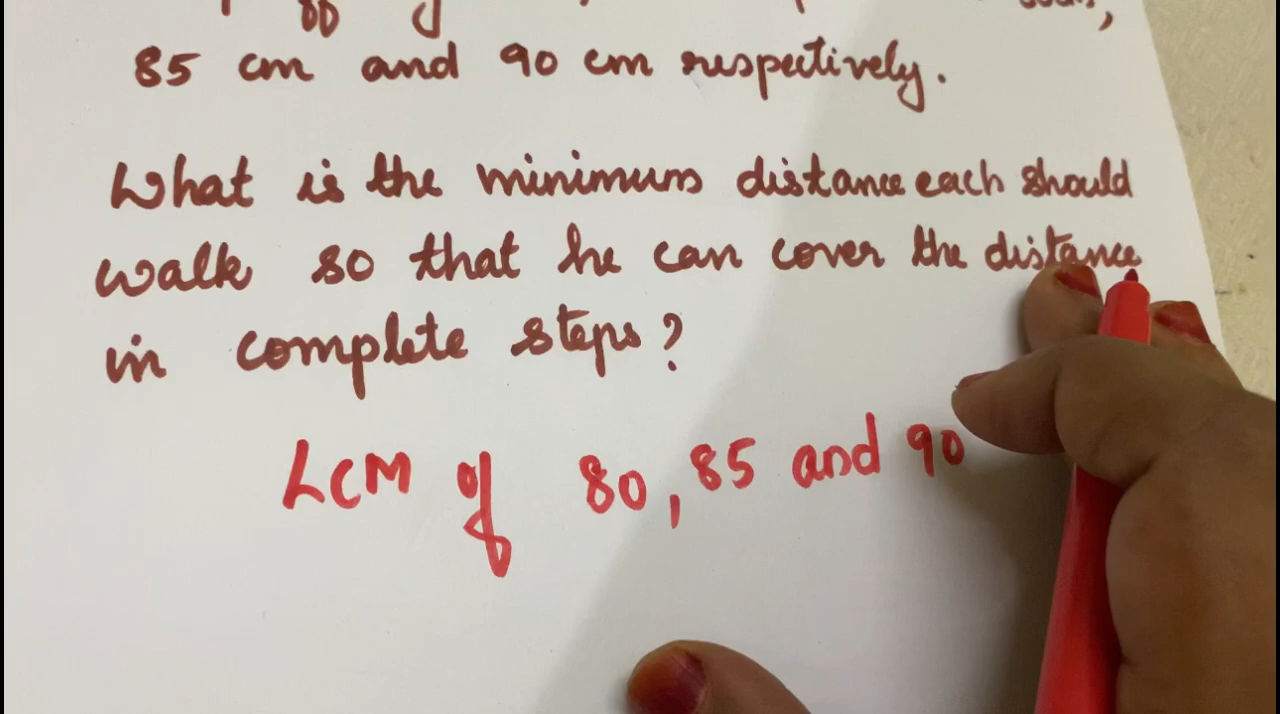 85 cm and 90 cm respectively.
What is the minimum distance each should
walk so that he can cover the distance
in complete steps?
LCM of 80, 85 and 90